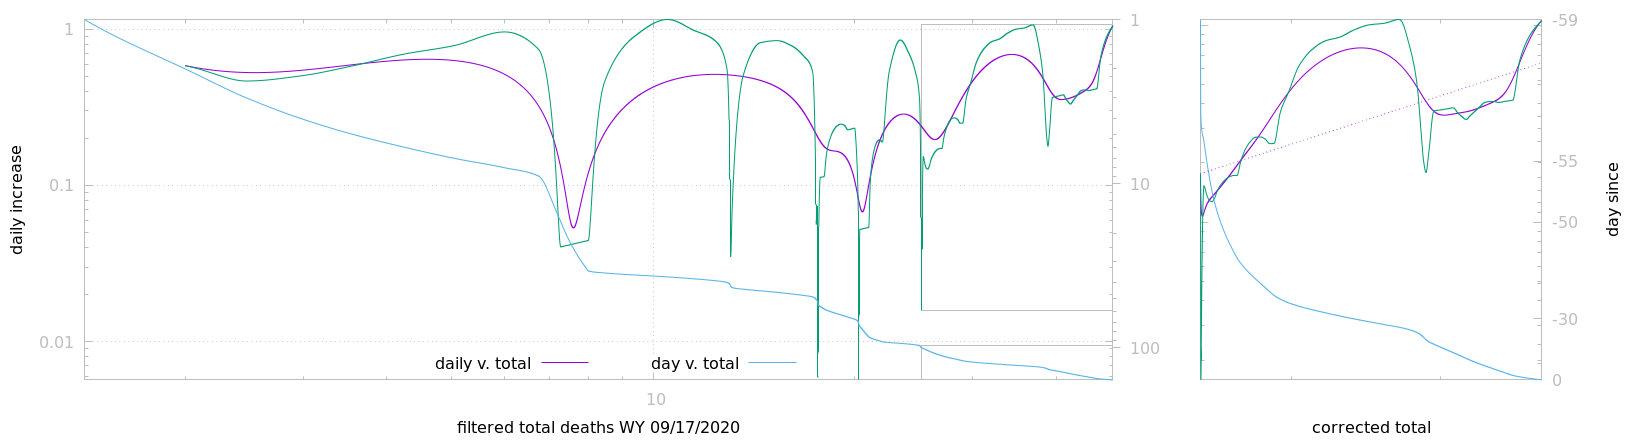 1
0.1
0.01
daily increase
daily v. total
day v. total
10
filtered total deaths WY 09/17/2020
1
10
100
-59
-55
-50
-30
0
day since
corrected total